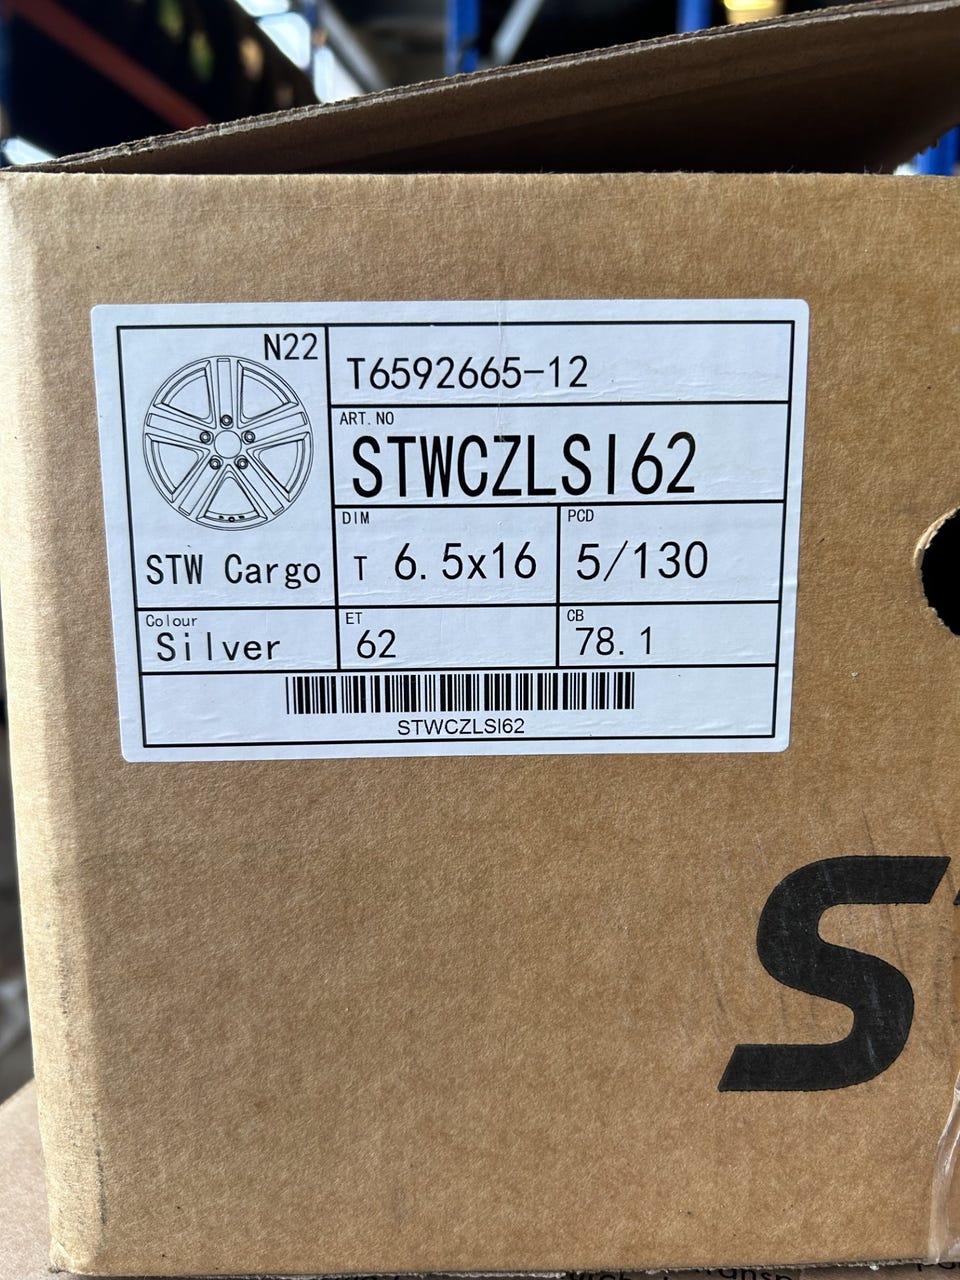 N22
T6592665-12
ART.NO
STWCZLSI62
STW Cargo
DIM
T 6.5x16
PCD
5/130
Colour
Silver
ET
62
CB
78.1
STWCZLSI62
S